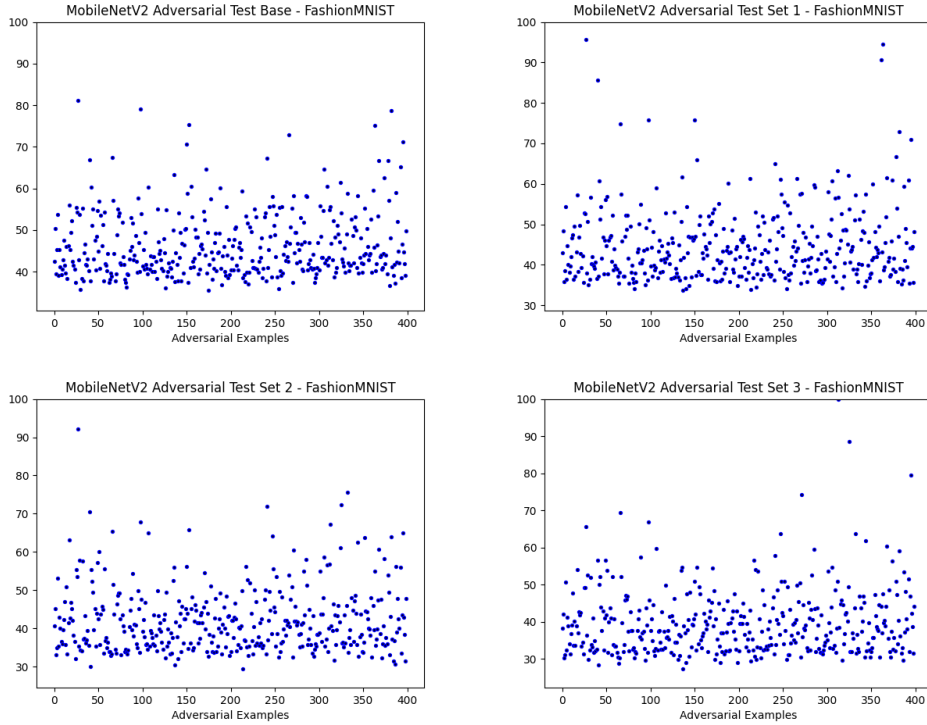 MobileNetV2 Adversarial Test Base - FashionMNIST
100
90
80
70
60
50
40
0 50 100 150 200 250 300 350 400
Adversarial Examples
MobileNetV2 Adversarial Test Set 1 - FashionMNIST
100
90
80
70
60
50
40
30
0 50 100 150 200 250 300 350 400
Adversarial Examples
MobileNetV2 Adversarial Test Set 2 - FashionMNIST
100
90
80
70
60
50
40
30
0 50 100 150 200 250 300 350 400
Adversarial Examples
MobileNetV2 Adversarial Test Set 3 - FashionMNIST
100
90
80
70
60
50
40
30
0 50 100 150 200 250 300 350 400
Adversarial Examples